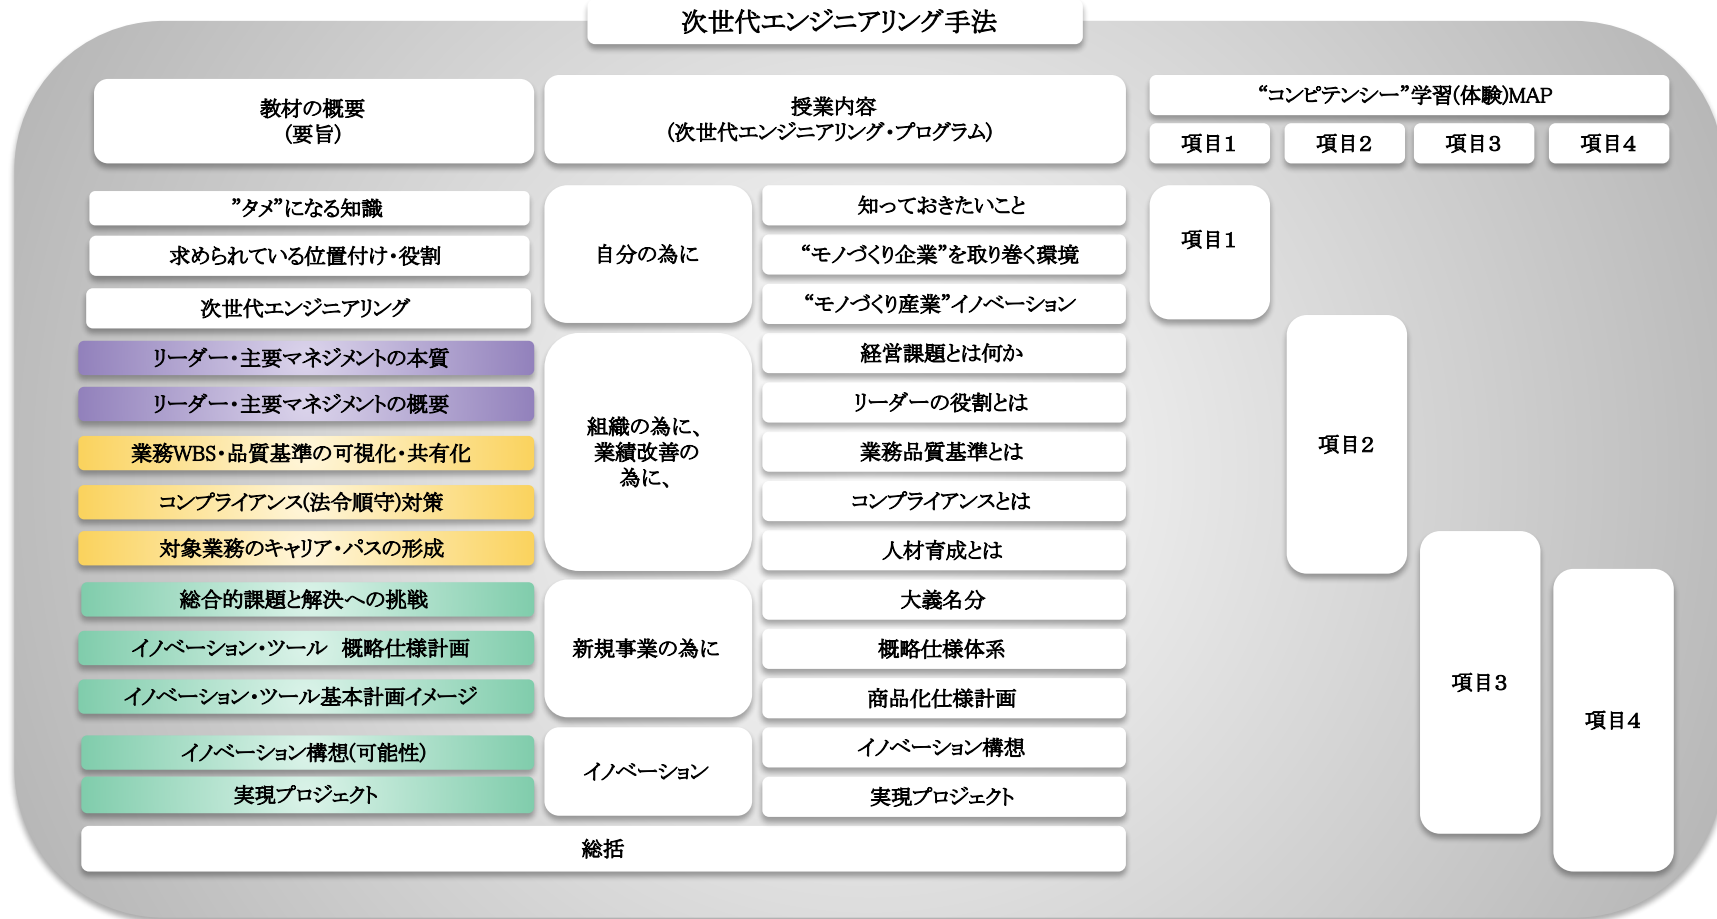 次世代エンジニアリング手法
教材の概要
(要旨)
授業内容
(次世代エンジニアリング・プログラム)
“コンピテンシー”学習(体験)MAP
項目1
項目2
項目3
項目4
”タメ”になる知識
求められている位置付け・役割
次世代エンジニアリング
リーダー・主要マネジメントの本質
リーダー・主要マネジメントの概要
業務WBS・品質基準の可視化・共有化
コンプライアンス(法令順守)対策
対象業務のキャリア・パスの形成
総合的課題と解決への挑戦
イノベーション・ツール　概略仕様計画
イノベーション・ツール基本計画イメージ
イノベーション構想(可能性)
実現プロジェクト
自分の為に
組織の為に、
業績改善の
為に、
新規事業の為に
イノベーション
知っておきたいこと
“モノづくり企業”を取り巻く環境
“モノづくり産業”イノベーション
経営課題とは何か
リーダーの役割とは
業務品質基準とは
コンプライアンスとは
人材育成とは
大義名分
概略仕様体系
商品化仕様計画
イノベーション構想
実現プロジェクト
総括
項目1
項目2
項目3
項目4